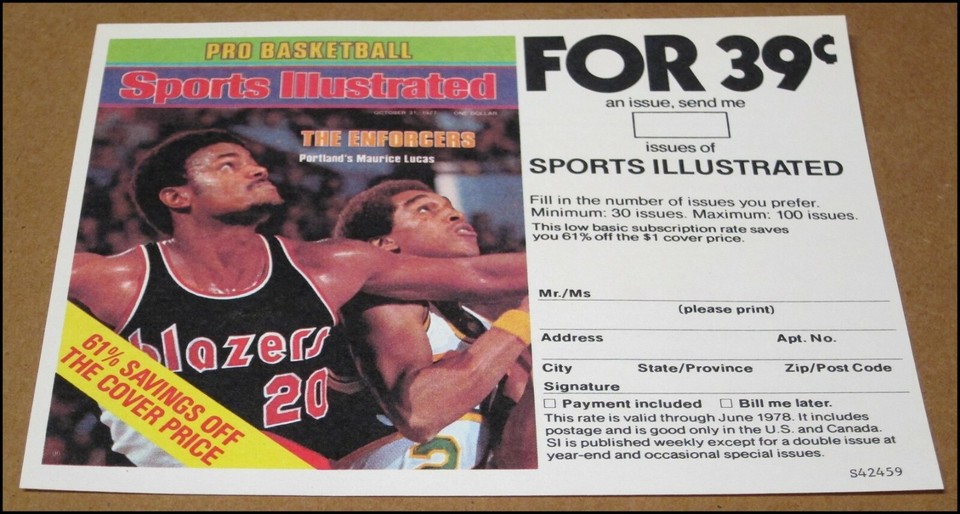 PRO BASKETBALL
Sports Illustrated
OCTOBER 31, 1977 ONE DOLLAR
THE ENFORCERS
Portland's Maurice Lucas
blazers
20
2
61% SAVINGS OFF
THE COVER PRICE
FOR 39¢
an issue, send me
issues of
SPORTS ILLUSTRATED
Fill in the number of issues you prefer.
Minimum: 30 issues. Maximum: 100 issues.
This low basic subscription rate saves
you 61% off the $1 cover price.
Mr./Ms
(please print)
Address Apt. No.
City State/Province Zip/Post Code
Signature
☐ Payment included ☐ Bill me later.
This rate is valid through June 1978. It includes
postage and is good only in the U.S. and Canada.
SI is published weekly except for a double issue at
year-end and occasional special issues.
S42459